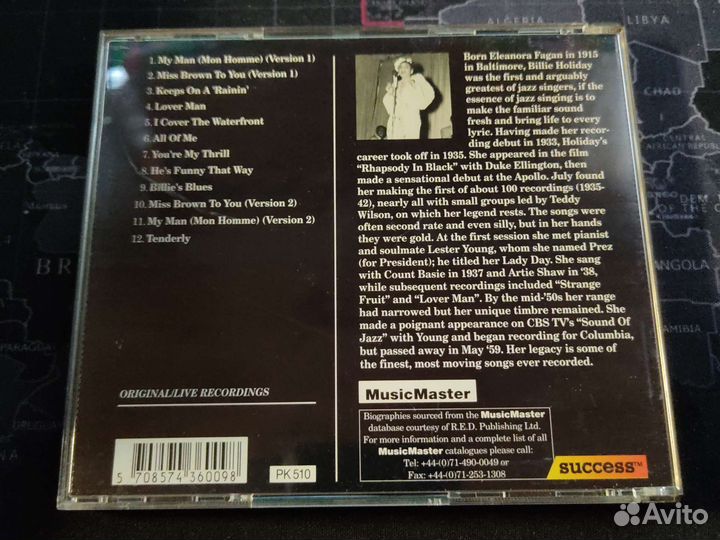 1. My Man (Mon Homme) (Version 1)
2. Miss Brown To You (Version 1)
3. Keeps On A 'Rainin'
4. Lover Man
5. I Cover The Waterfront
6. All Of Me
7. You're My Thrill
8. He's Funny That Way
9. Billie's Blues
10. Miss Brown To You (Version 2)
11. My Man (Mon Homme) (Version 2)
12. Tenderly
ORIGINAL/LIVE RECORDINGS
5 708574 360098
PK 510
Born Eleanora Fagan in 1915
in Baltimore, Billie Holiday
was the first and arguably
greatest of jazz singers, if the
essence of jazz singing is to
make the familiar sound
fresh and bring life to every
lyric. Having made her recor-
ding debut in 1933, Holiday's
career took off in 1935. She appeared in the film
"Rhapsody In Black" with Duke Ellington, then
made a sensational debut at the Apollo. July found
her making the first of about 100 recordings (1935-
42), nearly all with small groups led by Teddy
Wilson, on which her legend rests. The songs were
often second rate and even silly, but in her hands
they were gold. At the first session she met pianist
and soulmate Lester Young, whom she named Prez
(for President); he titled her Lady Day. She sang
with Count Basie in 1937 and Artie Shaw in '38,
while subsequent recordings included "Strange
Fruit" and "Lover Man". By the mid-'50s her range
had narrowed but her unique timbre remained. She
made a poignant appearance on CBS TV's "Sound Of
Jazz" with Young and began recording for Columbia,
but passed away in May '59. Her legacy is some of
the finest, most moving songs ever recorded.
MusicMaster
Biographies sourced from the MusicMaster
database courtesy of R.E.D. Publishing Ltd.
For more information and a complete list of all
MusicMaster catalogues please call:
Tel: +44-(0)71-490-0049 or
Fax: +44-(0)71-253-1308
success™
ALGERIA
LIBYA
CHAD
CENTRAL
AFRICAN REPUBLIC
ANGOLA
BR
Avito